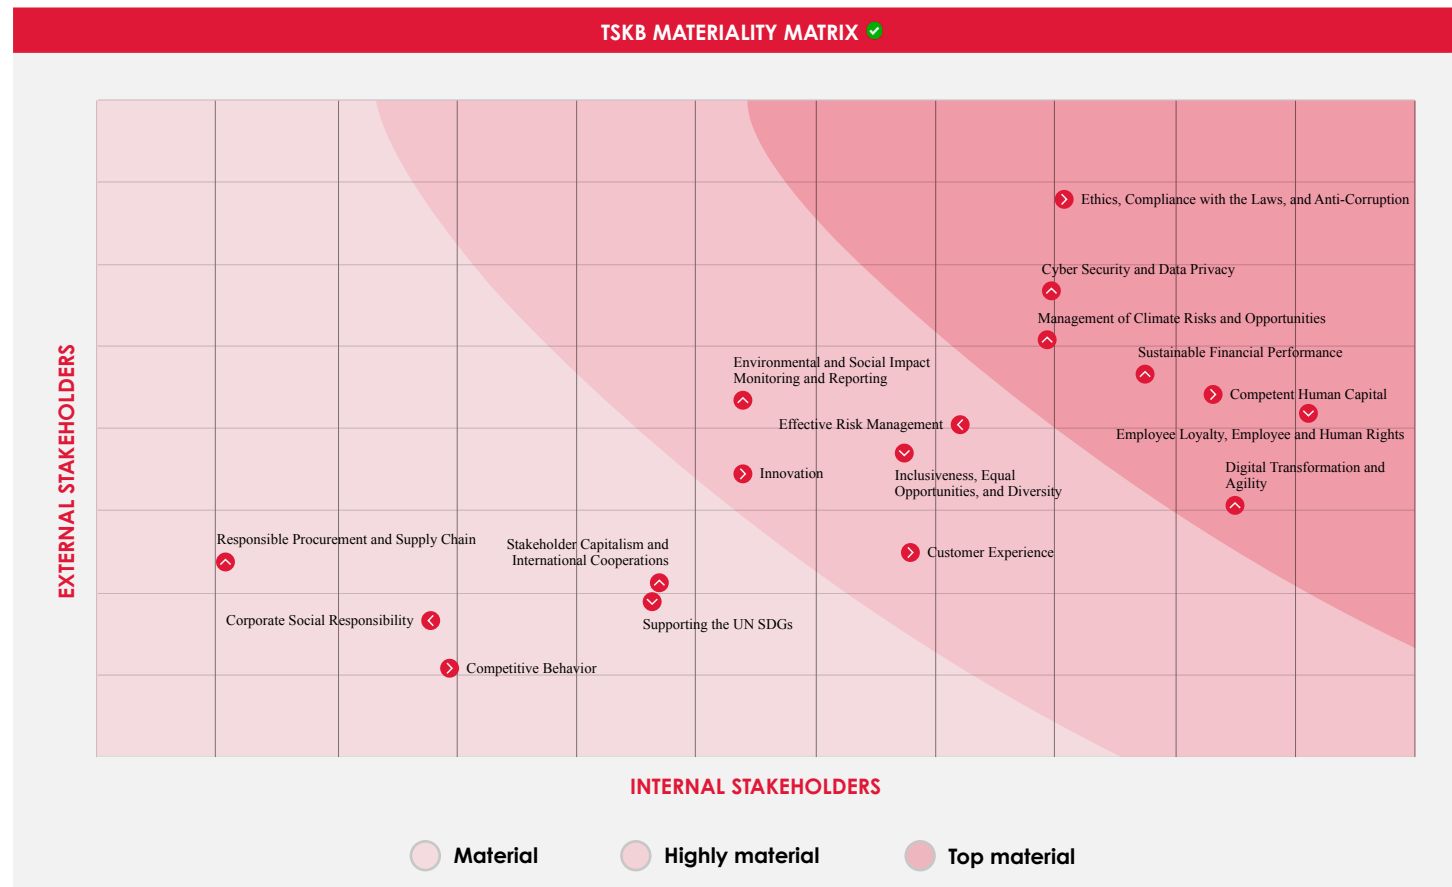 TSKB MATERIALITY MATRIX
Ethics, Compliance with the Laws, and Anti-Corruption
Cyber Security and Data Privacy
Management of Climate Risks and Opportunities
Sustainable Financial Performance
Environmental and Social Impact
Monitoring and Reporting
Competent Human Capital
Effective Risk Management
Employee Loyalty, Employee and Human Rights
Innovation
Inclusiveness, Equal
Opportunities, and Diversity
Digital Transformation and
Agility
Responsible Procurement and Supply Chain
Stakeholder Capitalism and
International Cooperations
Customer Experience
Corporate Social Responsibility
Supporting the UN SDGs
Competitive Behavior
EXTERNAL STAKEHOLDERS
INTERNAL STAKEHOLDERS
Material
Highly material
Top material